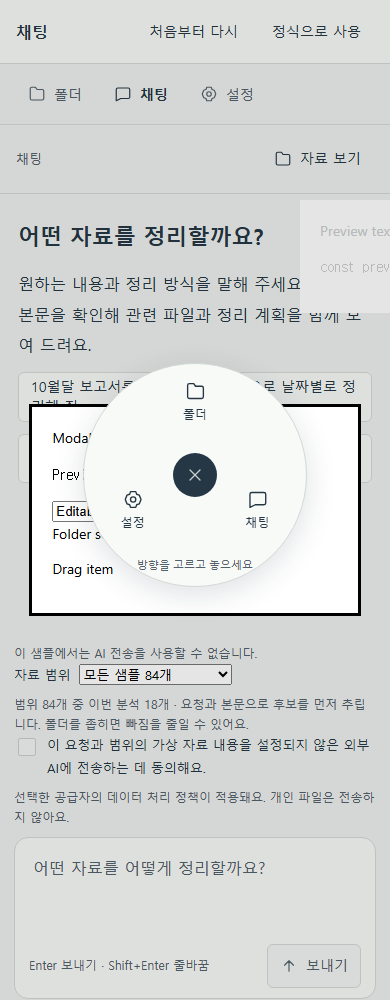 채팅
처음부터 다시
정식으로 사용
폴더
채팅
설정
채팅
자료 보기
어떤 자료를 정리할까요?
Preview tex
const prev
원하는 내용과 정리 방식을 말해 주세요
본문을 확인해 관련 파일과 정리 계획을 함께 보
여 드려요.
10월달 보고서를
로 날짜별로 정
Modal
Prev
Editab
Folder s
Drag item
폴더
설정
채팅
방향을 고르고 놓으세요
이 샘플에서는 AI 전송을 사용할 수 없습니다.
자료 범위 모든 샘플 84개
범위 84개 중 이번 분석 18개 · 요청과 본문으로 후보를 먼저 추립
니다. 폴더를 좁히면 빠짐을 줄일 수 있어요.
이 요청과 범위의 가상 자료 내용을 설정되지 않은 외부
AI에 전송하는 데 동의해요.
선택한 공급자의 데이터 처리 정책이 적용돼요. 개인 파일은 전송하
지 않아요.
어떤 자료를 어떻게 정리할까요?
Enter 보내기 · Shift+Enter 줄바꿈
보내기